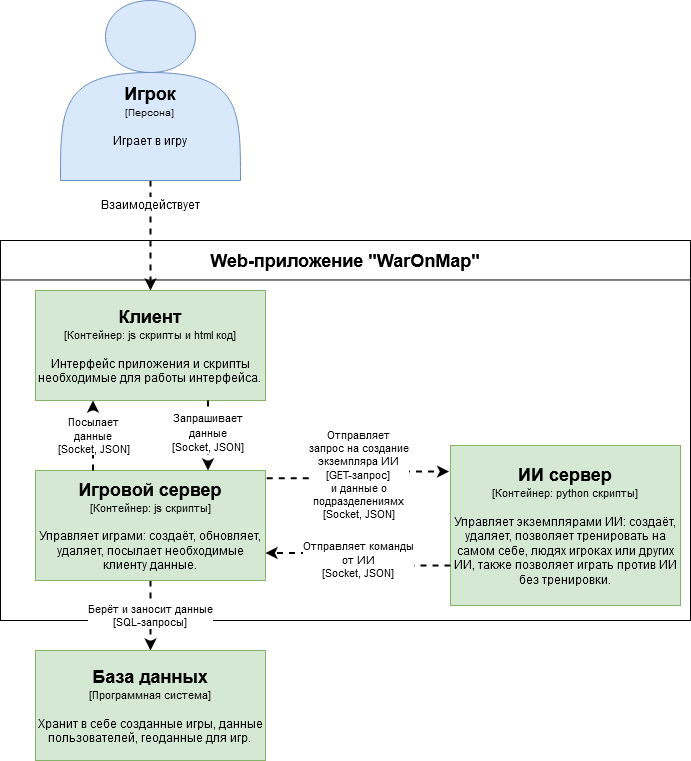 Игрок
[Персона]
Играет в игру
Взаимодействует
Web-приложение "WarOnMap"
Клиент
[Контейнер: js скрипты и html код]
Интерфейс приложения и скрипты
необходимые для работы интерфейса.
Посылает
данные
[Socket, JSON]
Запрашивает
данные
[Socket, JSON]
Отправляет
запрос на создание
экземпляра ИИ
[GET-запрос]
и данные о
подразделениямх
[Socket, JSON]
Игровой сервер
[Контейнер: js скрипты]
Управляет играми: создаёт, обновляет,
удаляет, посылает необходимые
клиенту данные.
ИИ сервер
[Контейнер: python скрипты]
Управляет экземплярами ИИ: создаёт,
удаляет, позволяет тренировать на
самом себе, людях игроках или других
ИИ, также позволяет играть против ИИ
без тренировки.
Отправляет команды
от ИИ
[Socket, JSON]
Берёт и заносит данные
[SQL-запросы]
База данных
[Программная система]
Хранит в себе созданные игры, данные
пользователей, геоданные для игр.